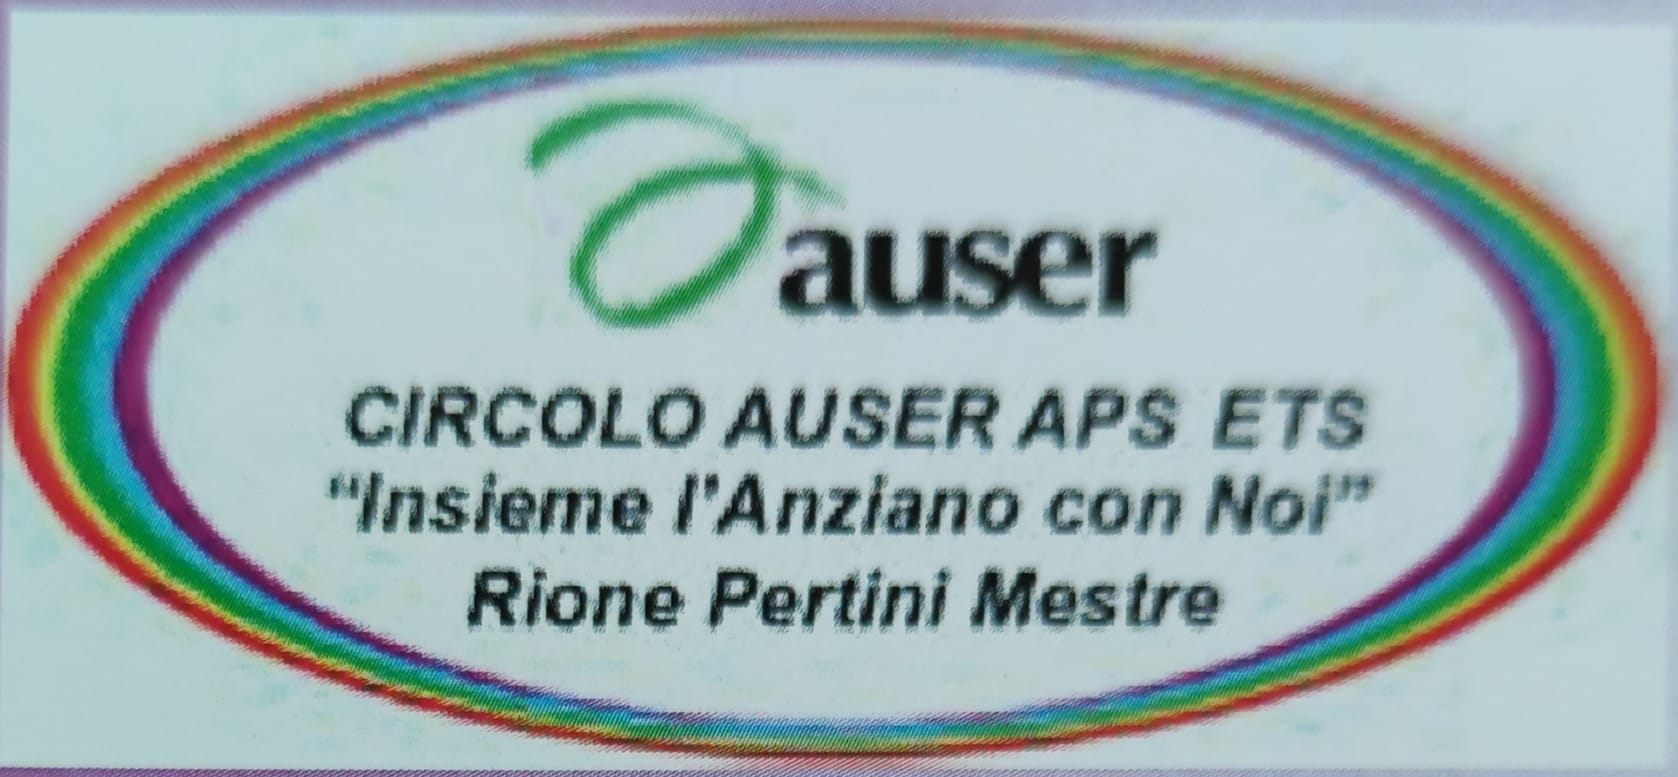 auser
CIRCOLO AUSER APS ETS
“Insieme l’Anziano con Noi”
Rione Pertini Mestre